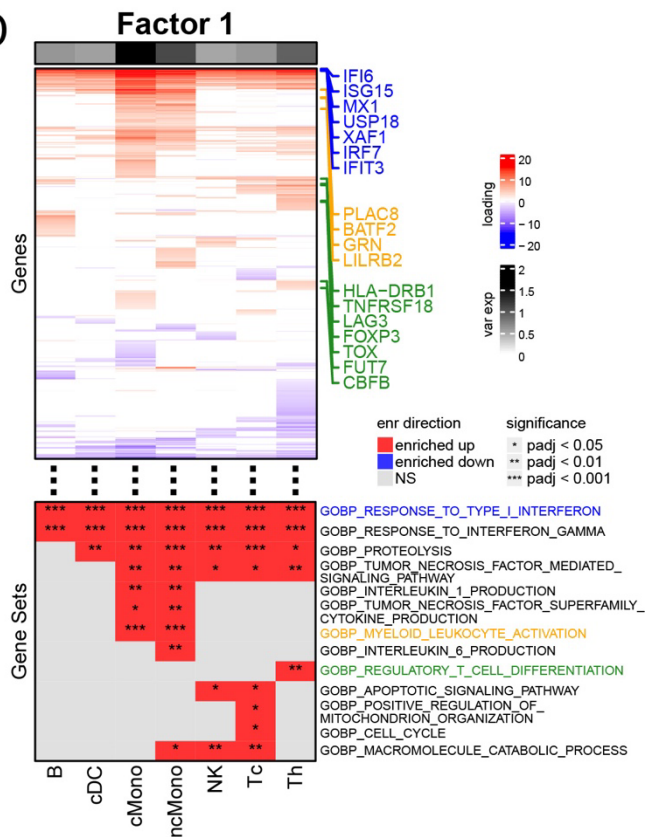 )
Factor 1
Genes
IFI6
ISG15
MX1
USP18
XAF1
IRF7
IFIT3
PLAC8
BATF2
GRN
LILRB2
HLA−DRB1
TNFRSF18
LAG3
FOXP3
TOX
FUT7
CBFB
loading
20
10
0
−10
−20
var exp
2
1.5
1
0.5
0
enr direction
enriched up
enriched down
NS
significance
* padj < 0.05
** padj < 0.01
*** padj < 0.001
Gene Sets
*** *** *** *** *** *** *** GOBP_RESPONSE_TO_TYPE_I_INTERFERON
*** *** *** *** *** *** *** GOBP_RESPONSE_TO_INTERFERON_GAMMA
** ** *** ** *** * GOBP_PROTEOLYSIS
** ** * * ** GOBP_TUMOR_NECROSIS_FACTOR_MEDIATED_
SIGNALING_PATHWAY
** ** GOBP_INTERLEUKIN_1_PRODUCTION
* ** GOBP_TUMOR_NECROSIS_FACTOR_SUPERFAMILY_
CYTOKINE_PRODUCTION
*** *** GOBP_MYELOID_LEUKOCYTE_ACTIVATION
** GOBP_INTERLEUKIN_6_PRODUCTION
** GOBP_REGULATORY_T_CELL_DIFFERENTIATION
* * GOBP_APOPTOTIC_SIGNALING_PATHWAY
* GOBP_POSITIVE_REGULATION_OF_
MITOCHONDRION_ORGANIZATION
* GOBP_CELL_CYCLE
* ** ** GOBP_MACROMOLECULE_CATABOLIC_PROCESS
B
cDC
cMono
ncMono
NK
Tc
Th